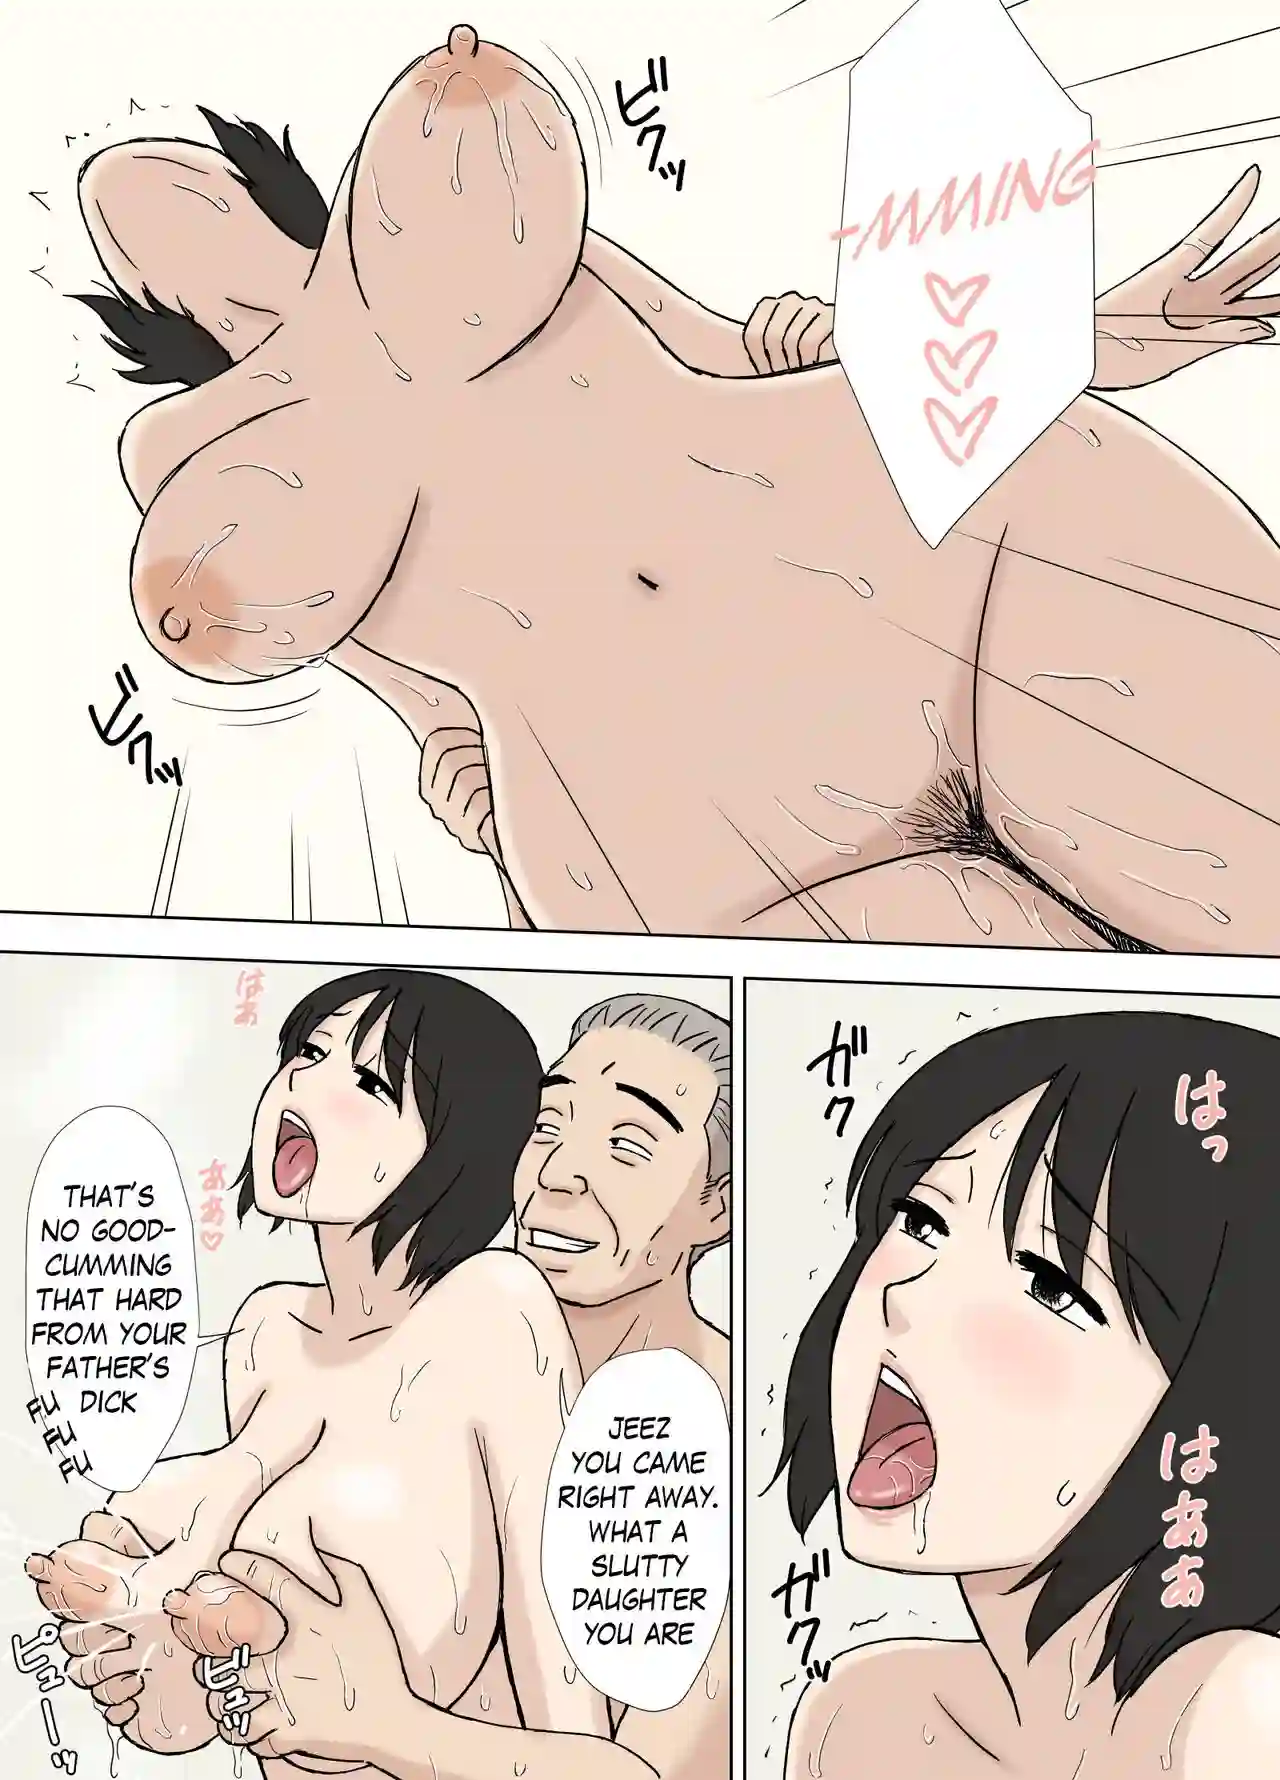 -MMING
♡
♡
♡
ビクッ
ビクッ
はっ
ガク
はああ
ガクッ
はあ
ああ♡
JEEZ
YOU CAME
RIGHT AWAY.
WHAT A
SLUTTY
DAUGHTER
YOU ARE
THAT'S
NO GOOD-
CUMMING
THAT HARD
FROM YOUR
FATHER'S
DICK
FU
FU
FU
ビュッ
ピューーッ